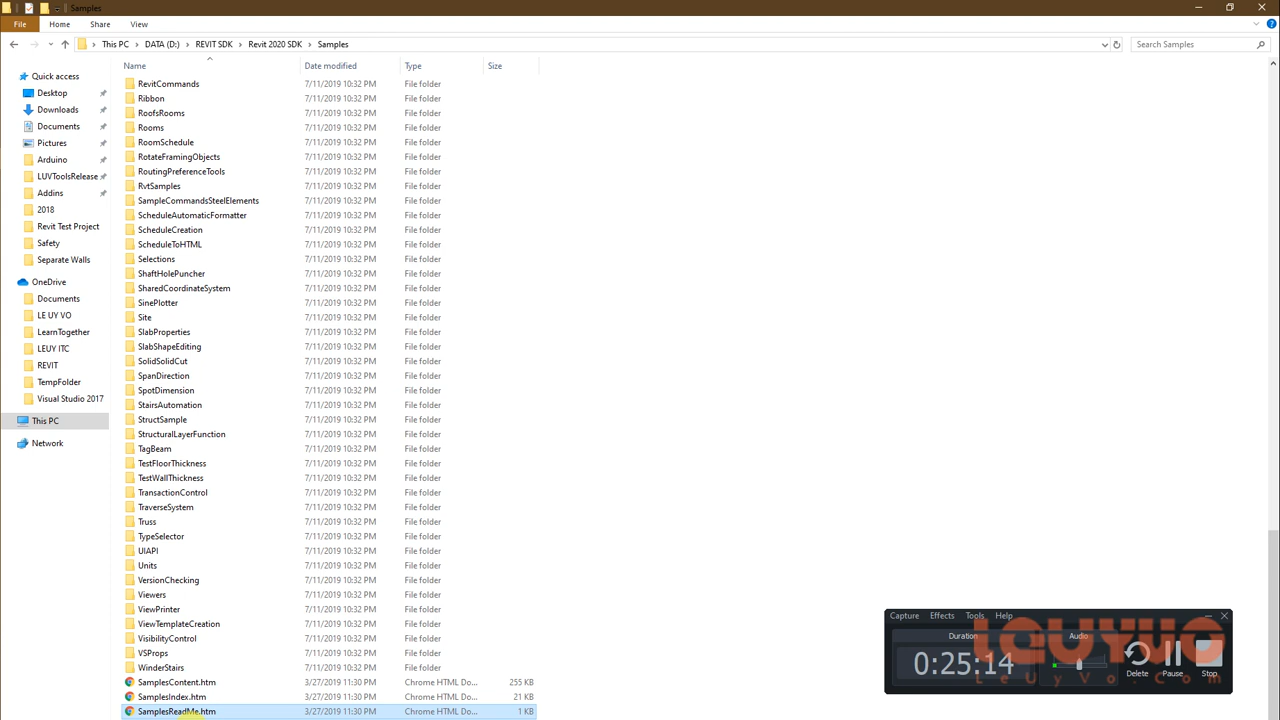 Samples
File Home Share View
This PC > DATA (D:) > REVIT SDK > Revit 2020 SDK > Samples
Search Samples
Name Date modified Type Size
Quick access
Desktop
Downloads
Documents
Pictures
Arduino
LUVToolsRelease
Addins
2018
Revit Test Project
Safety
Separate Walls
OneDrive
Documents
LE UY VO
LearnTogether
LEUY ITC
REVIT
TempFolder
Visual Studio 2017
This PC
Network
RevitCommands 7/11/2019 10:32 PM File folder
Ribbon 7/11/2019 10:32 PM File folder
RoofsRooms 7/11/2019 10:32 PM File folder
Rooms 7/11/2019 10:32 PM File folder
RoomSchedule 7/11/2019 10:32 PM File folder
RotateFramingObjects 7/11/2019 10:32 PM File folder
RoutingPreferenceTools 7/11/2019 10:32 PM File folder
RvtSamples 7/11/2019 10:32 PM File folder
SampleCommandsSteelElements 7/11/2019 10:32 PM File folder
ScheduleAutomaticFormatter 7/11/2019 10:32 PM File folder
ScheduleCreation 7/11/2019 10:32 PM File folder
ScheduleToHTML 7/11/2019 10:32 PM File folder
Selections 7/11/2019 10:32 PM File folder
ShaftHolePuncher 7/11/2019 10:32 PM File folder
SharedCoordinateSystem 7/11/2019 10:32 PM File folder
SinePlotter 7/11/2019 10:32 PM File folder
Site 7/11/2019 10:32 PM File folder
SlabProperties 7/11/2019 10:32 PM File folder
SlabShapeEditing 7/11/2019 10:32 PM File folder
SolidSolidCut 7/11/2019 10:32 PM File folder
SpanDirection 7/11/2019 10:32 PM File folder
SpotDimension 7/11/2019 10:32 PM File folder
StairsAutomation 7/11/2019 10:32 PM File folder
StructSample 7/11/2019 10:32 PM File folder
StructuralLayerFunction 7/11/2019 10:32 PM File folder
TagBeam 7/11/2019 10:32 PM File folder
TestFloorThickness 7/11/2019 10:32 PM File folder
TestWallThickness 7/11/2019 10:32 PM File folder
TransactionControl 7/11/2019 10:32 PM File folder
TraverseSystem 7/11/2019 10:32 PM File folder
Truss 7/11/2019 10:32 PM File folder
TypeSelector 7/11/2019 10:32 PM File folder
UIAPI 7/11/2019 10:32 PM File folder
Units 7/11/2019 10:32 PM File folder
VersionChecking 7/11/2019 10:32 PM File folder
Viewers 7/11/2019 10:32 PM File folder
ViewPrinter 7/11/2019 10:32 PM File folder
ViewTemplateCreation 7/11/2019 10:32 PM File folder
VisibilityControl 7/11/2019 10:32 PM File folder
VSProps 7/11/2019 10:32 PM File folder
WinderStairs 7/11/2019 10:32 PM File folder
SamplesContent.htm 3/27/2019 11:30 PM Chrome HTML Do... 255 KB
SamplesIndex.htm 3/27/2019 11:30 PM Chrome HTML Do... 21 KB
SamplesReadMe.htm 3/27/2019 11:30 PM Chrome HTML Do... 1 KB
Capture Effects Tools Help
Duration Audio
0:25:14
Delete Pause Stop
LeUyVo
LeUyVo.Com